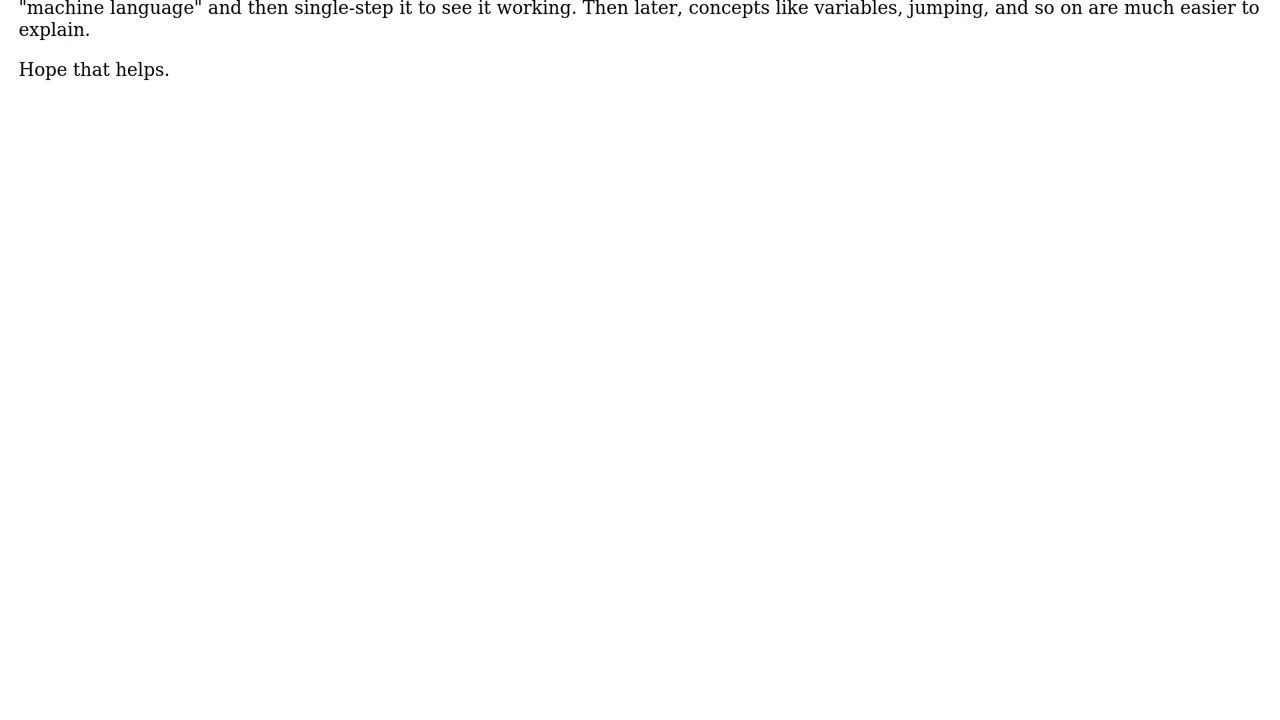 "machine language" and then single-step it to see it working. Then later, concepts like variables, jumping, and so on are much easier to
explain.
Hope that helps.